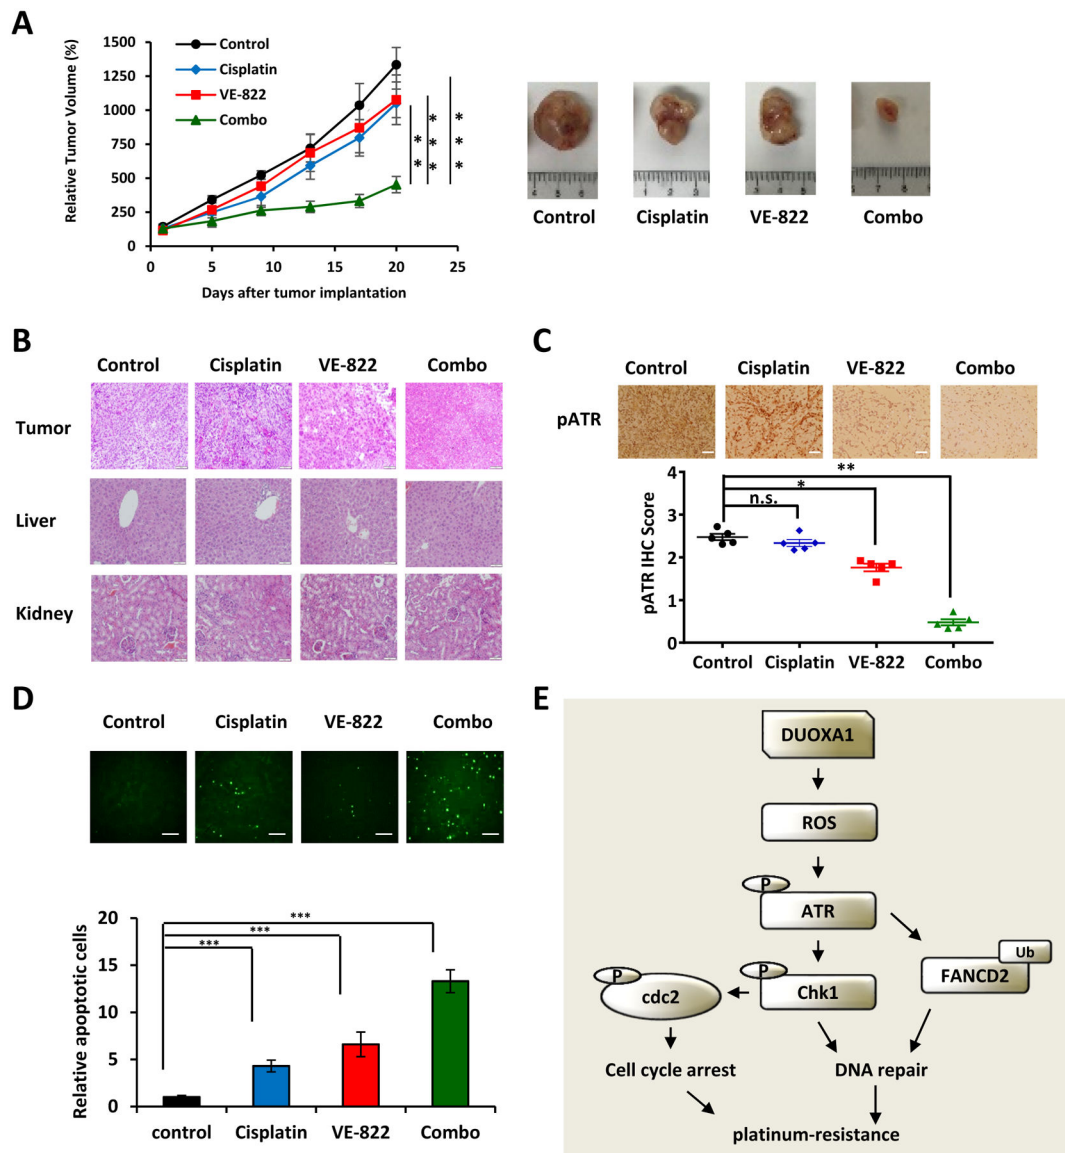 A
Relative Tumor Volume (%)
1500
1250
1000
750
500
250
0
0 5 10 15 20 25
Days after tumor implantation
Control
Cisplatin
VE-822
Combo
* *
* * *
* * *
Control Cisplatin VE-822 Combo
B
Control Cisplatin VE-822 Combo
Tumor
Liver
Kidney
C
Control Cisplatin VE-822 Combo
pATR
pATR IHC Score
4
3
2
1
0
**
*
n.s.
Control Cisplatin VE-822 Combo
D
Control Cisplatin VE-822 Combo
Relative apoptotic cells
20
15
10
5
0
***
***
***
control Cisplatin VE-822 Combo
E
DUOXA1
ROS
P
ATR
P
Chk1
P
cdc2
Ub
FANCD2
Cell cycle arrest
DNA repair
platinum-resistance